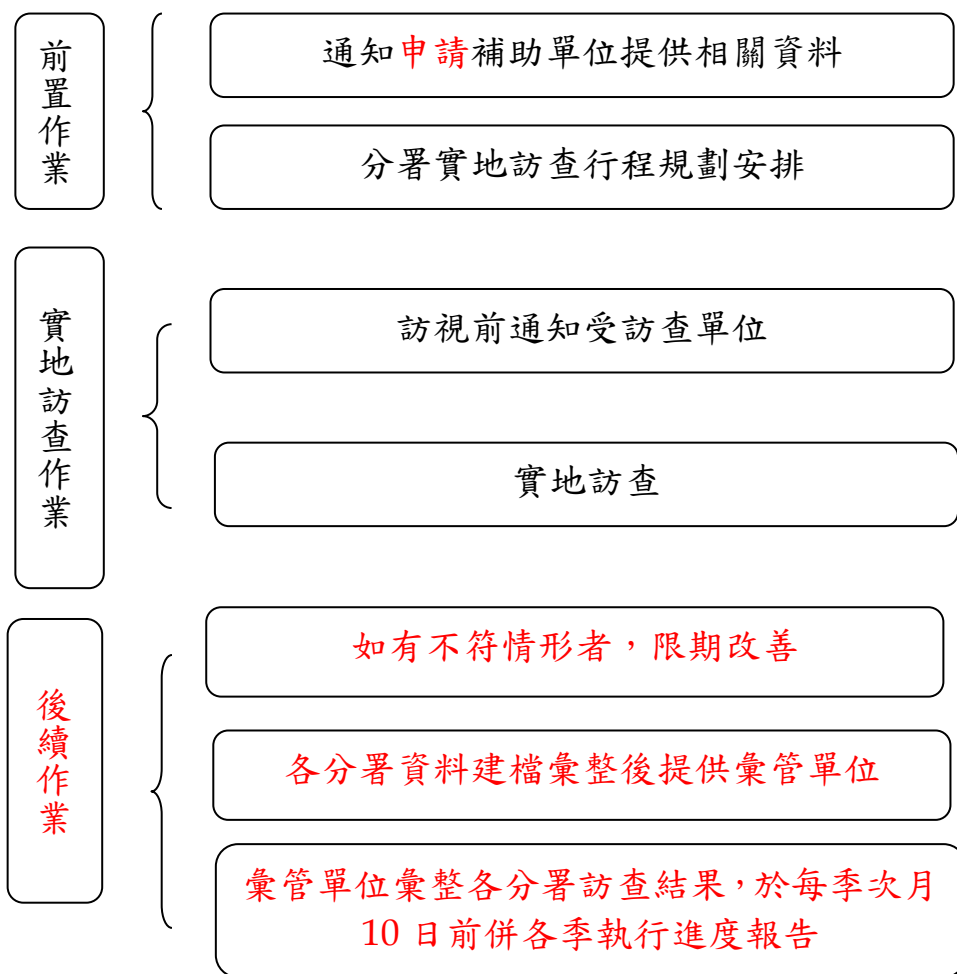 前置作業
通知申請補助單位提供相關資料
分署實地訪查行程規劃安排
實地訪查作業
訪視前通知受訪查單位
實地訪查
後續作業
如有不符情形者，限期改善
各分署資料建檔彙整後提供彙管單位
彙管單位彙整各分署訪查結果，於每季次月
10 日前併各季執行進度報告